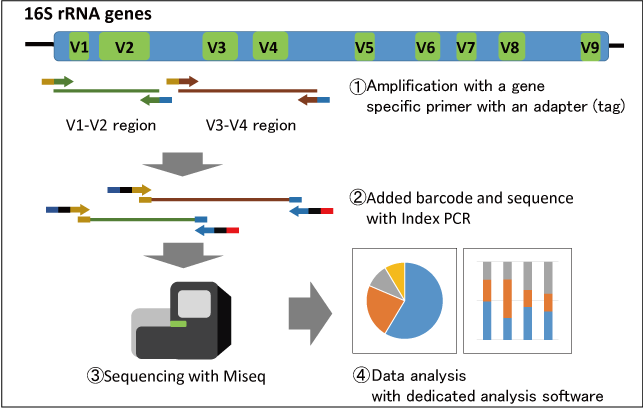 16S rRNA genes
V1 V2 V3 V4 V5 V6 V7 V8 V9
①Amplification with a gene
specific primer with an adapter (tag)
V1-V2 region V3-V4 region
②Added barcode and sequence
with Index PCR
③Sequencing with Miseq
④Data analysis
with dedicated analysis software